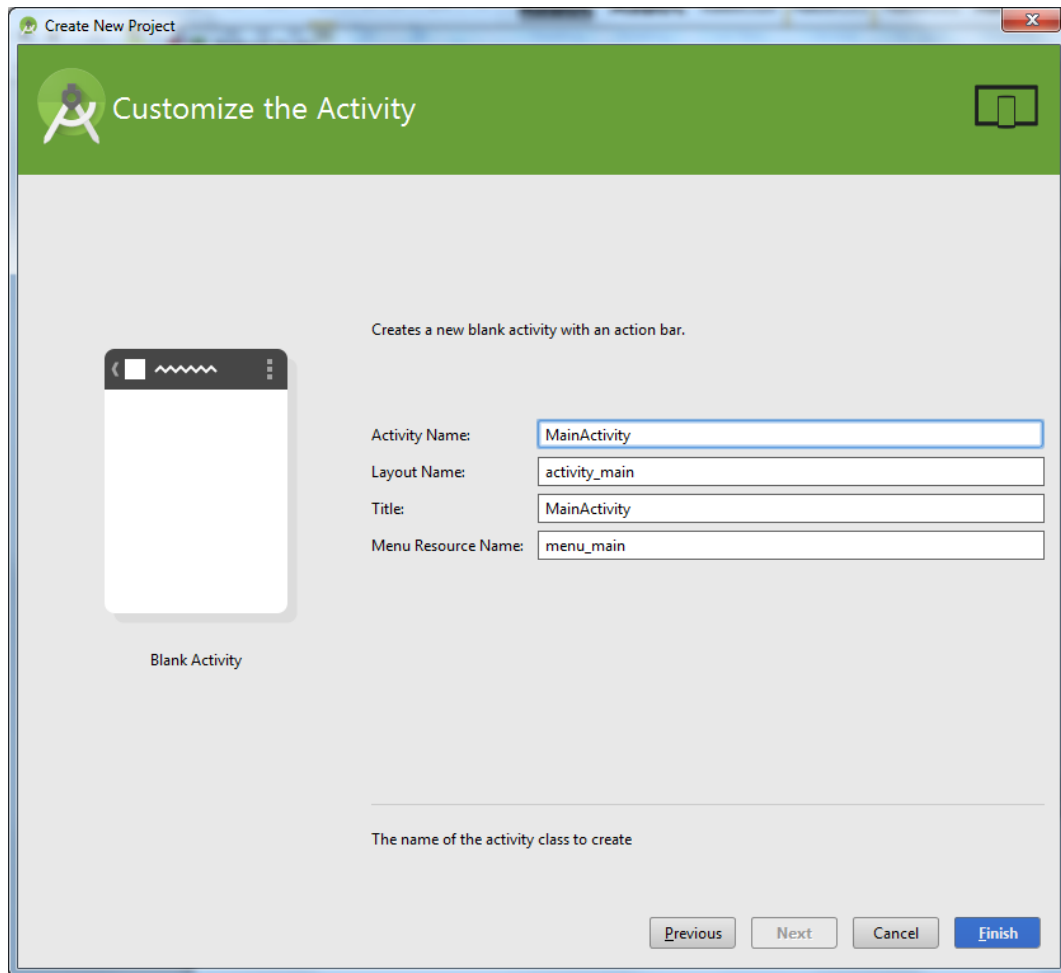 Create New Project
Customize the Activity
Creates a new blank activity with an action bar.
Activity Name: MainActivity
Layout Name: activity_main
Title: MainActivity
Menu Resource Name: menu_main
Blank Activity
The name of the activity class to create
Previous Next Cancel Finish